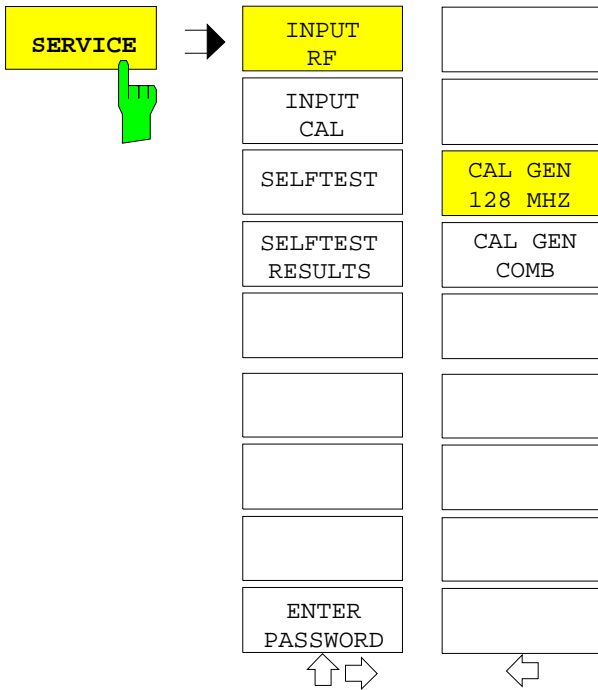 SERVICE
INPUT
RF
INPUT
CAL
SELFTEST
SELFTEST
RESULTS
ENTER
PASSWORD
CAL GEN
128 MHZ
CAL GEN
COMB